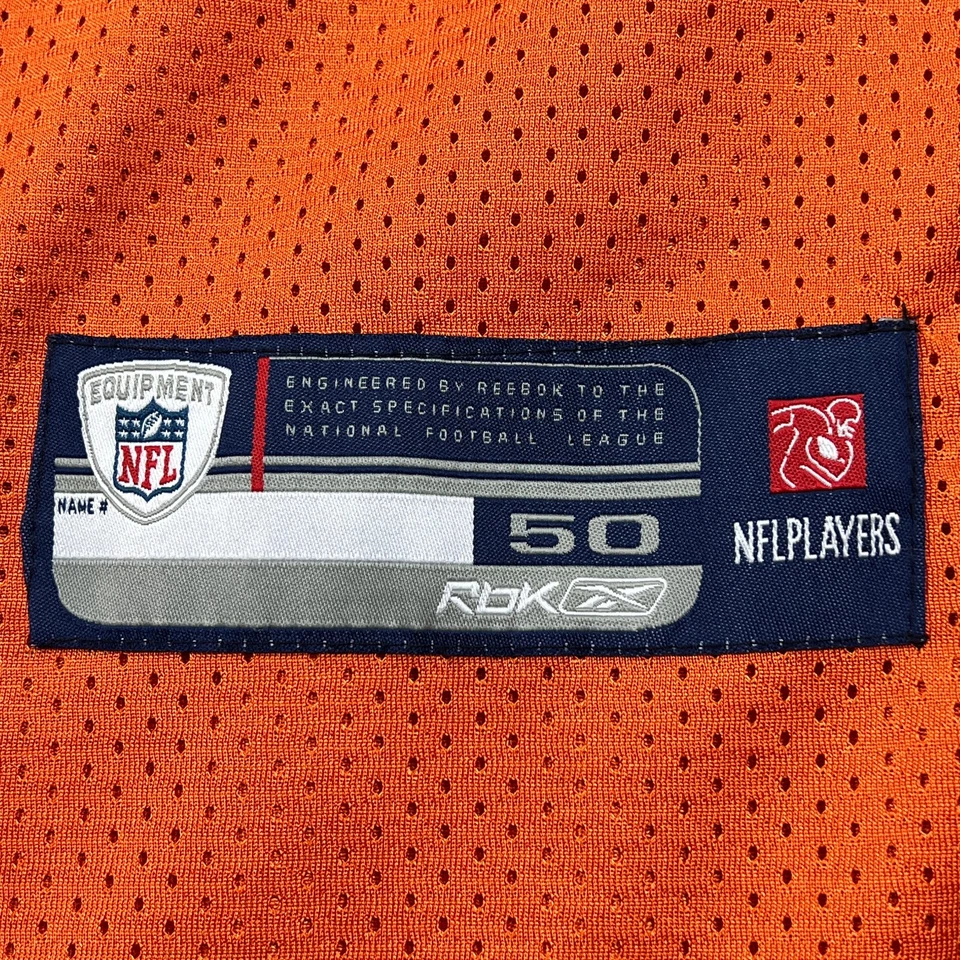 EQUIPMENT
NFL
ENGINEERED BY REEBOK TO THE
EXACT SPECIFICATIONS OF THE
NATIONAL FOOTBALL LEAGUE
NAME #
50
RbK
NFLPLAYERS